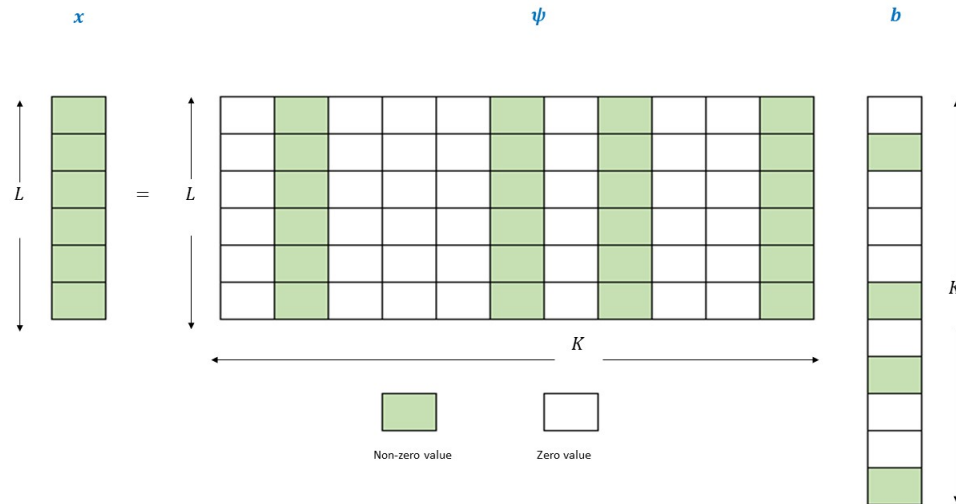 x ψ b
L = L K
K
Non-zero value Zero value